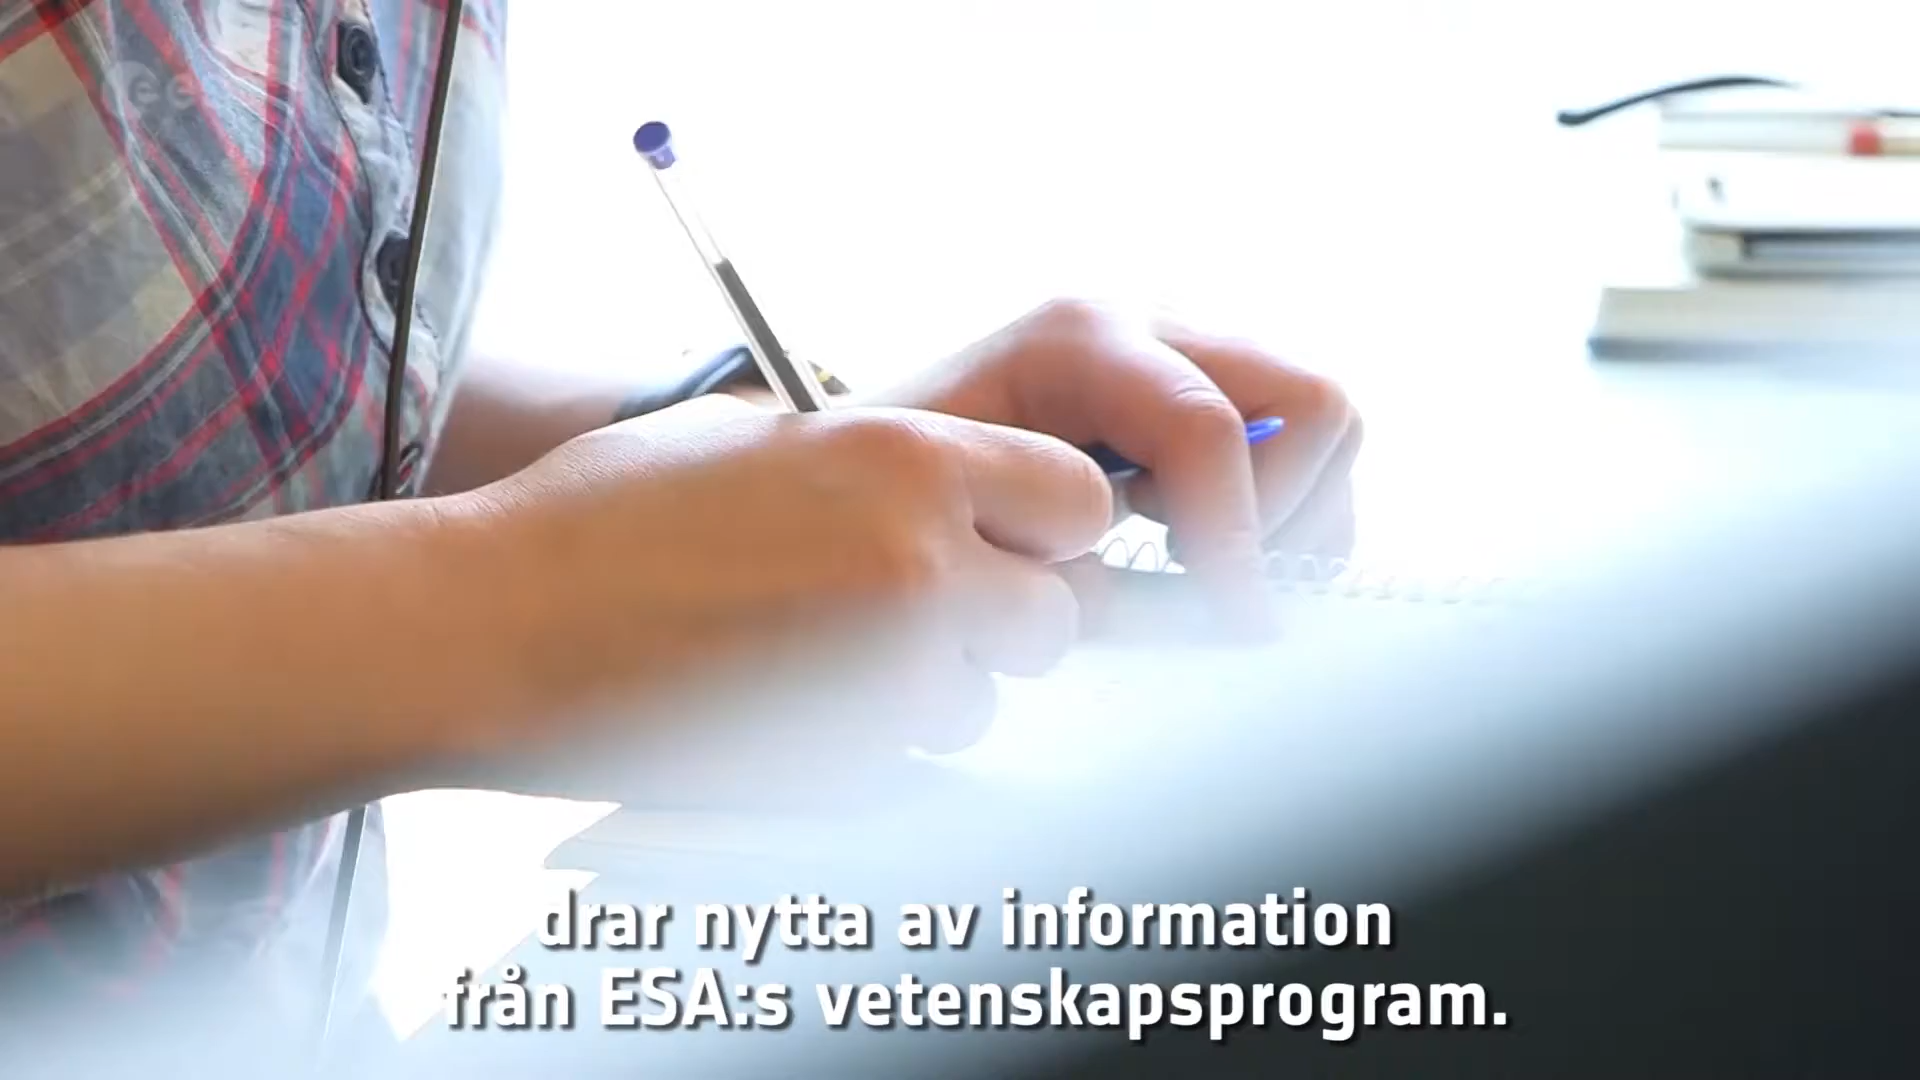 drar nytta av information
från ESA:s vetenskapsprogram.